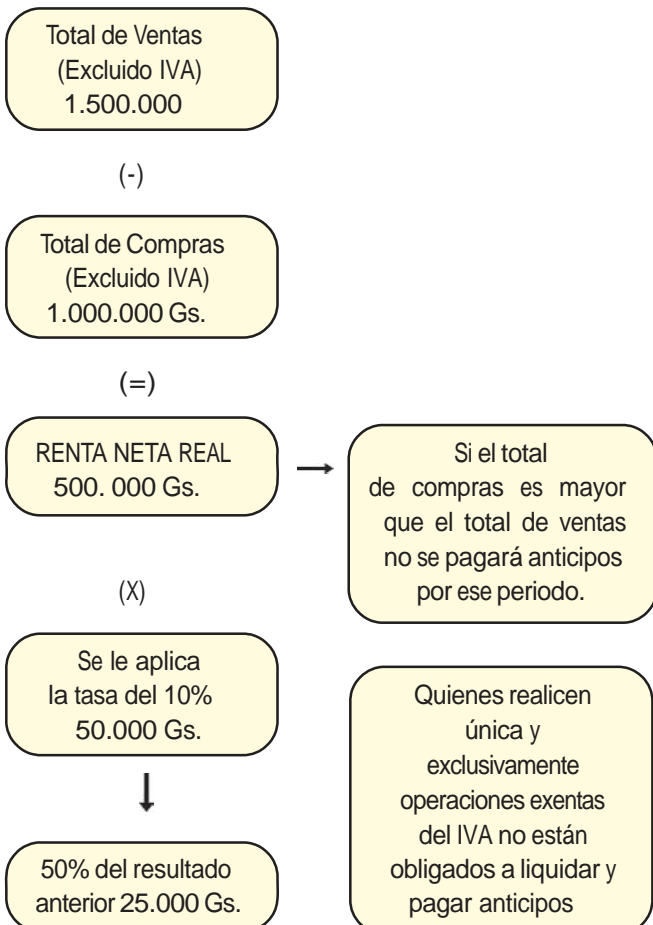 Total de Ventas
(Excluido IVA)
1.500.000
(-)
Total de Compras
(Excluido IVA)
1.000.000 Gs.
(=)
RENTA NETA REAL
500. 000 Gs.
Si el total
de compras es mayor
que el total de ventas
no se pagará anticipos
por ese periodo.
(X)
Se le aplica
la tasa del 10%
50.000 Gs.
50% del resultado
anterior 25.000 Gs.
Quienes realicen
única y
exclusivamente
operaciones exentas
del IVA no están
obligados a liquidar y
pagar anticipos